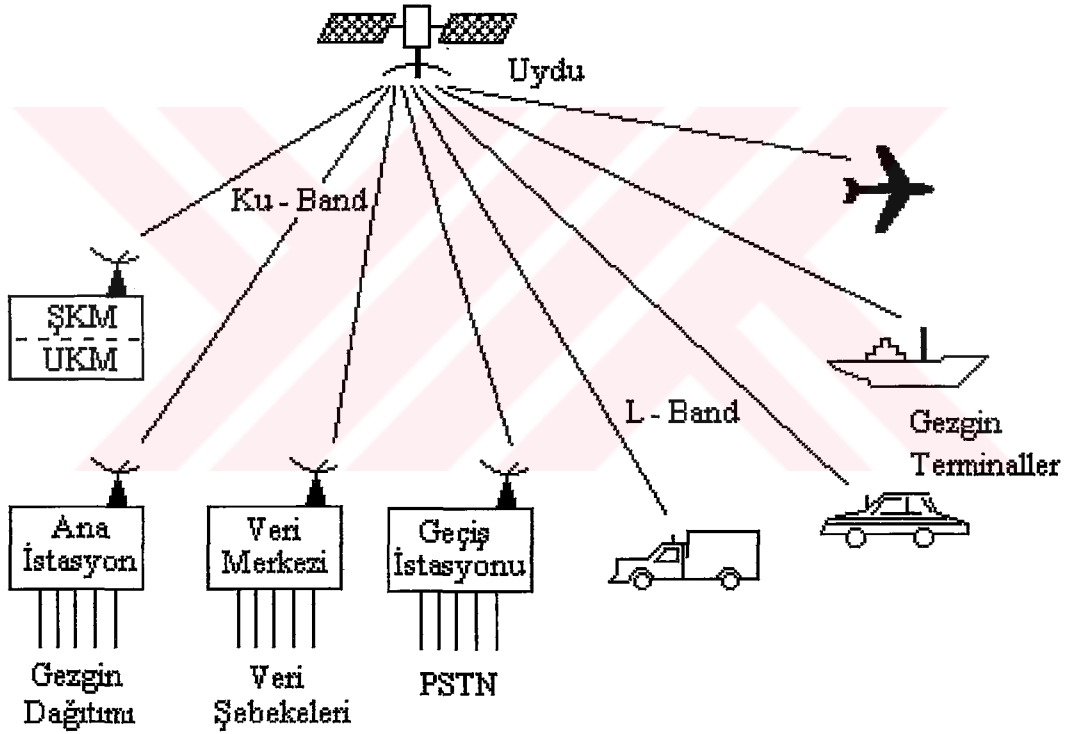 Uydu
Ku - Band
ŞKM
UKM
L - Band
Gezgin
Terminaller
Ana
İstasyon
Veri
Merkezi
Geçiş
İstasyonu
Gezgin
Dağıtımı
Veri
Şebekeleri
PSTN